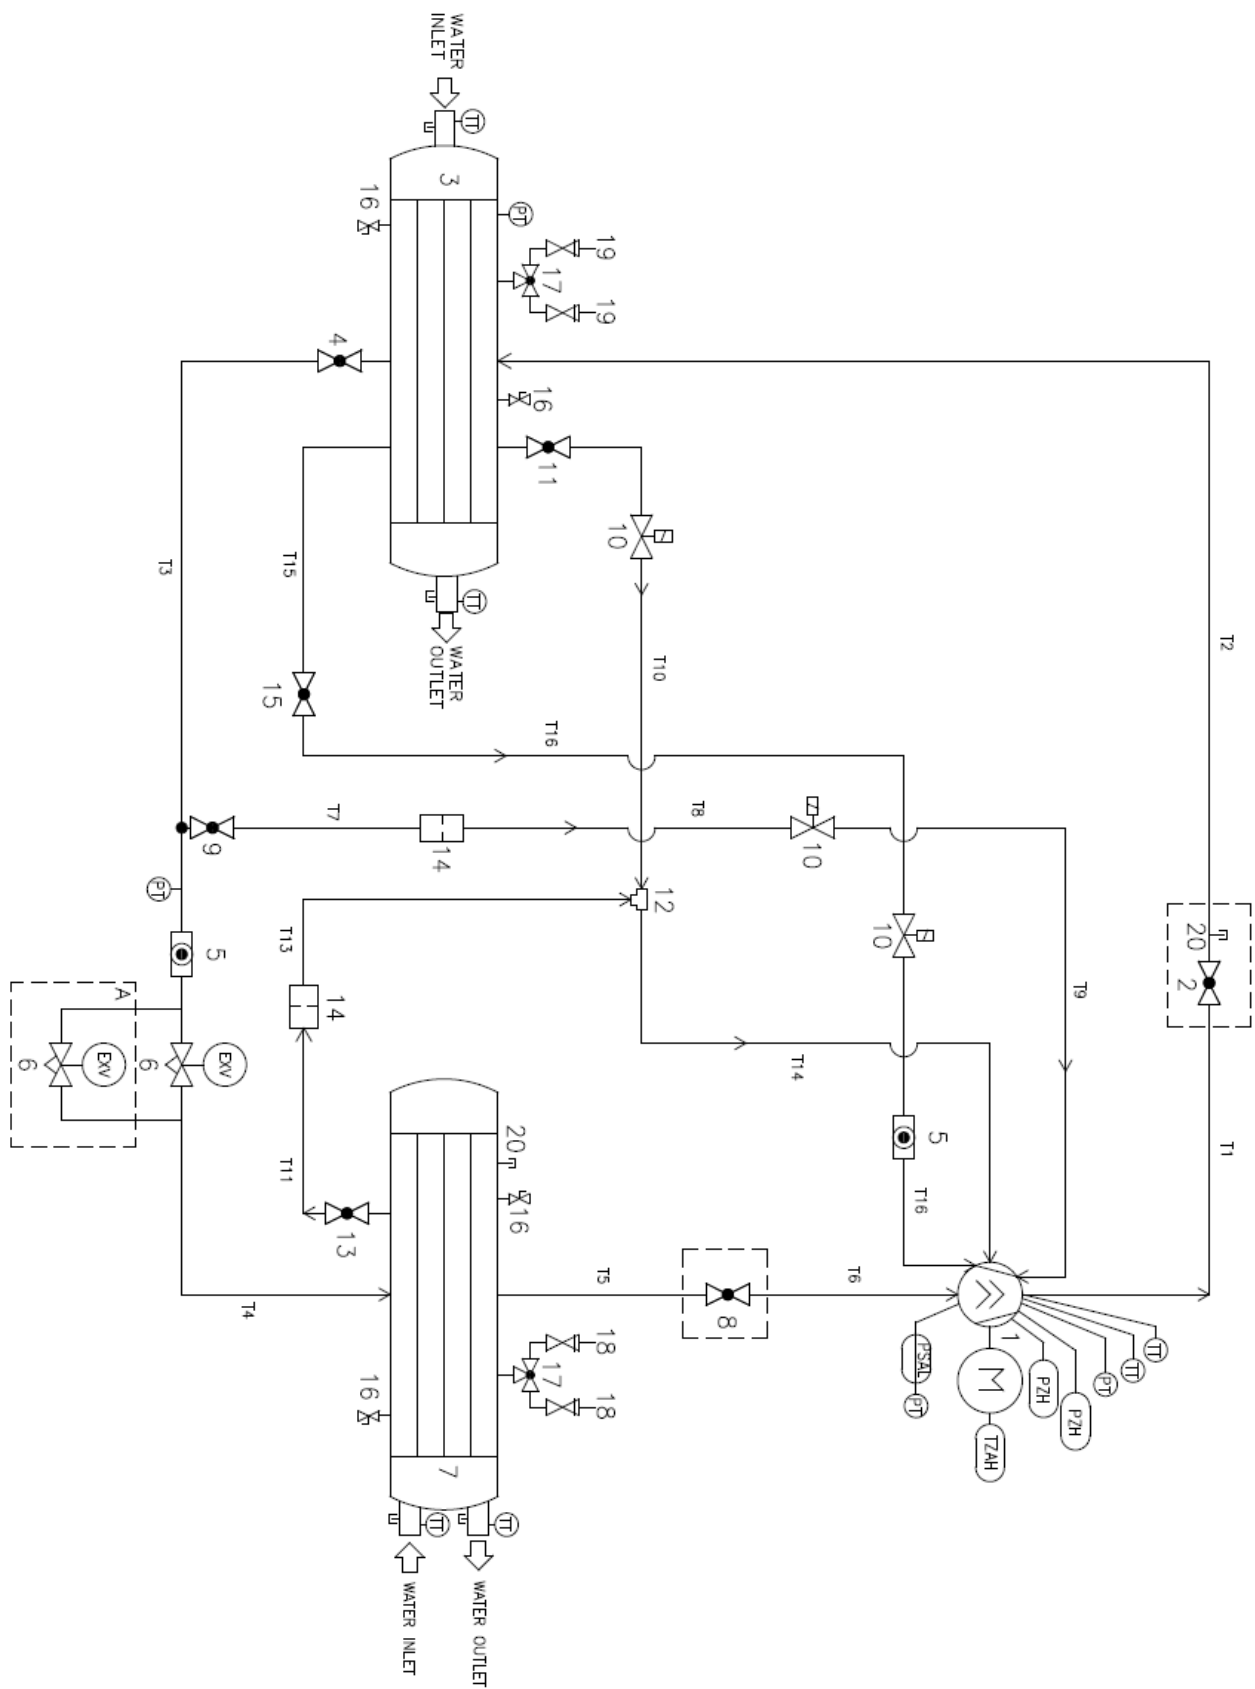 T2
T1
20
2
TT
TT
PT
T9
PZH
PZH
1
M
TZAH
5
T16
PSAL
PT
10
T6
10
T14
8
T8
T10
12
10
19
19
T5
18
18
17
11
T16
17
16
PT
20
16
TT
TT
TT
WATER OUTLET
WATER
INLET
3
WATER
OUTLET
7
14
TT
WATER INLET
16
16
13
4
T7
14
T15
T13
T11
15
T4
EXV
9
5
T3
PT
6
A
EXV
6